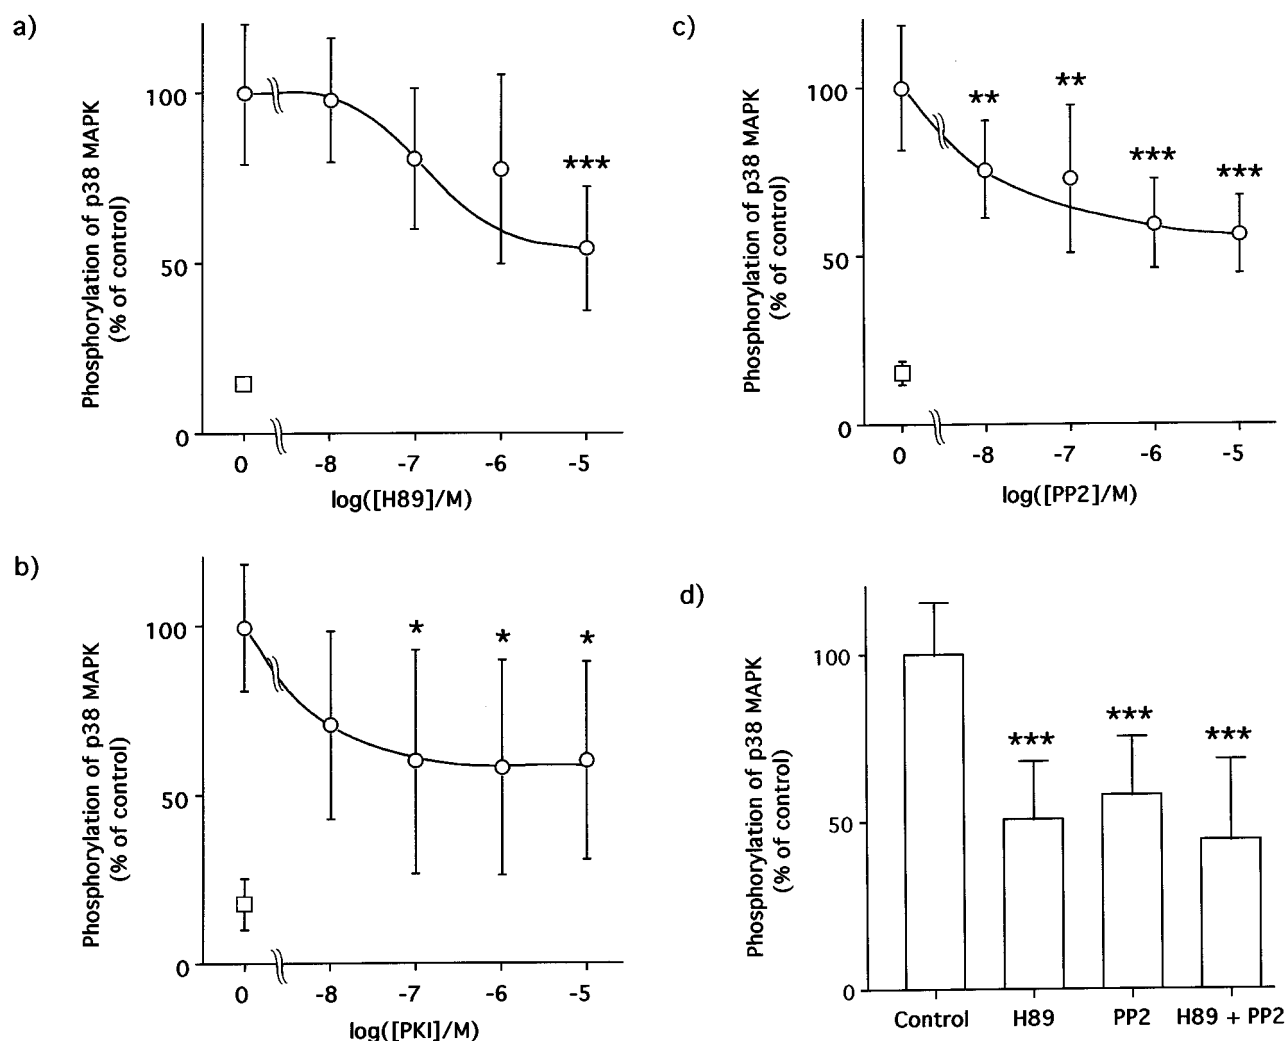 a)
Phosphorylation of p38 MAPK
(% of control)
100
50
0
***
0 -8 -7 -6 -5
log([H89]/M)
b)
Phosphorylation of p38 MAPK
(% of control)
100
50
0
* * *
0 -8 -7 -6 -5
log([PKI]/M)
c)
Phosphorylation of p38 MAPK
(% of control)
100
50
0
** ** *** ***
0 -8 -7 -6 -5
log([PP2]/M)
d)
Phosphorylation of p38 MAPK
(% of control)
100
50
0
*** *** ***
Control H89 PP2 H89 + PP2